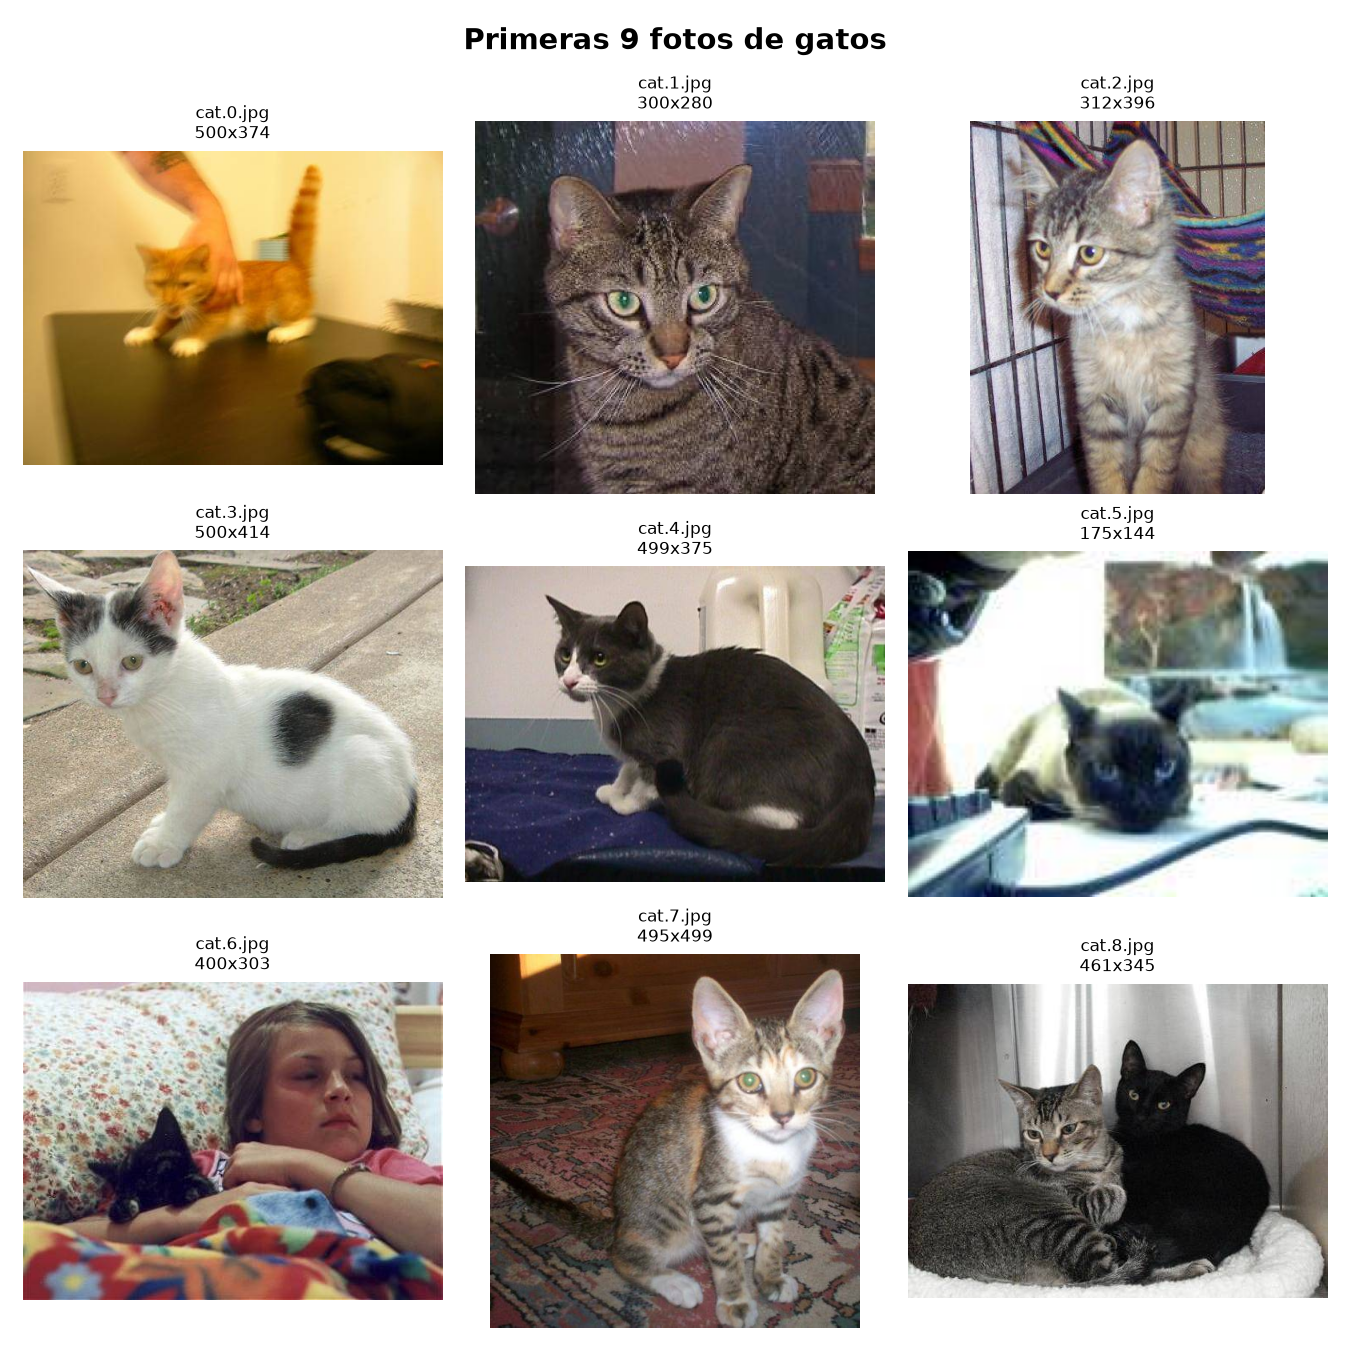 Primeras 9 fotos de gatos
cat.0.jpg
500x374
cat.1.jpg
300x280
cat.2.jpg
312x396
cat.3.jpg
500x414
cat.4.jpg
499x375
cat.5.jpg
175x144
cat.6.jpg
400x303
cat.7.jpg
495x499
cat.8.jpg
461x345